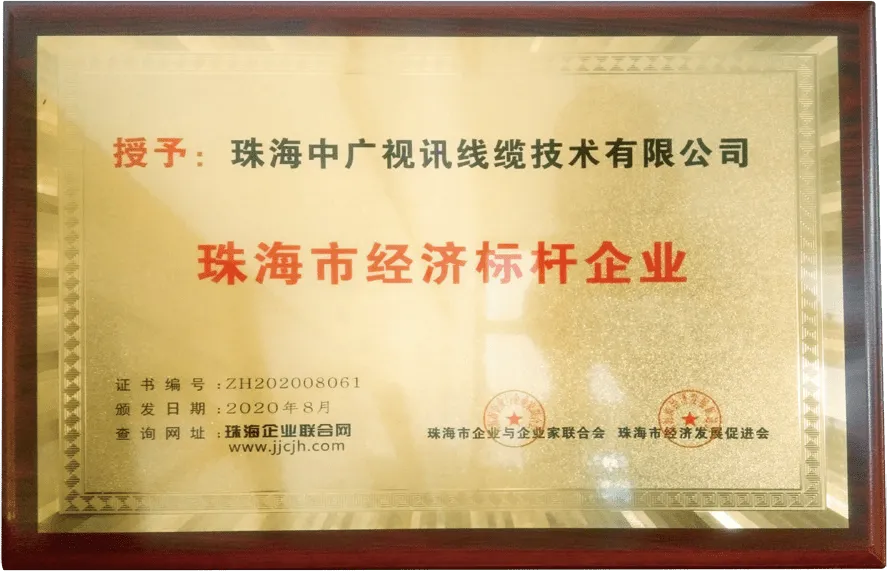 授予：珠海中广视讯线缆技术有限公司
珠海市经济标杆企业
证书编号:ZH202008061
颁发日期:2020年8月
查询网址:珠海企业联合网
www.jjcjh.com
珠海市企业与企业家联合会 珠海市经济发展促进会